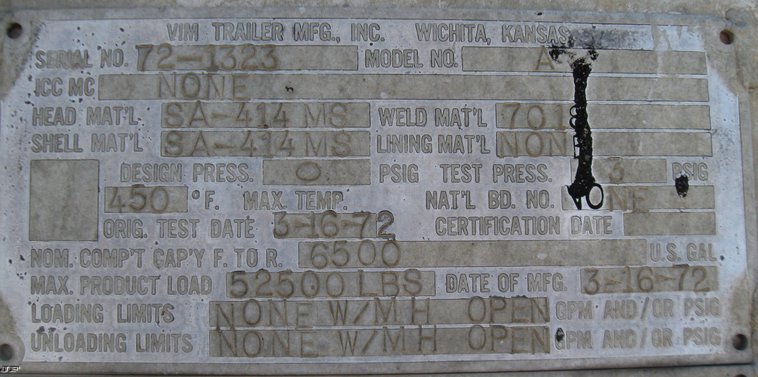 VIM TRAILER MFG., INC. WICHITA, KANSAS
SERIAL NO. 72-1323 MODEL NO. A
ICC MC NONE
HEAD MAT'L SA-414 MS WELD MAT'L 701
SHELL MAT'L SA-414 MS LINING MAT'L NON
DESIGN PRESS. 0 PSIG TEST PRESS. 3 PSIG
450 °F. MAX TEMP. NAT'L BD. NO. NONE
ORIG. TEST DATE 3-16-72 CERTIFICATION DATE
NOM. COMP'T CAP'Y F. TO R. 6500 U.S. GAL.
MAX. PRODUCT LOAD 52500 LBS DATE OF MFG. 3-16-72
LOADING LIMITS NONE W/MH OPEN GPM AND/OR PSIG
UNLOADING LIMITS NONE W/MH OPEN GPM AND/OR PSIG